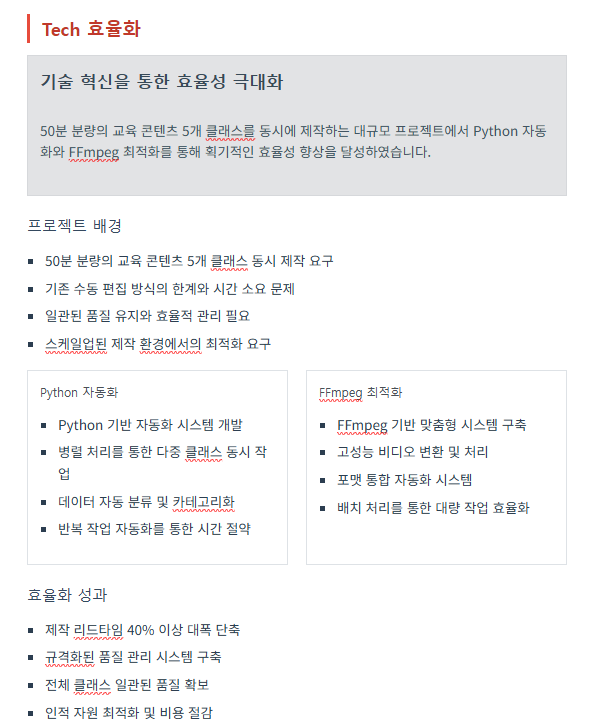 Tech 효율화
기술 혁신을 통한 효율성 극대화
50분 분량의 교육 콘텐츠 5개 클래스를 동시에 제작하는 대규모 프로젝트에서 Python 자동
화와 FFmpeg 최적화를 통해 획기적인 효율성 향상을 달성하였습니다.
프로젝트 배경
50분 분량의 교육 콘텐츠 5개 클래스 동시 제작 요구
기존 수동 편집 방식의 한계와 시간 소요 문제
일관된 품질 유지와 효율적 관리 필요
스케일업된 제작 환경에서의 최적화 요구
Python 자동화
Python 기반 자동화 시스템 개발
병렬 처리를 통한 다중 클래스 동시 작
업
데이터 자동 분류 및 카테고리화
반복 작업 자동화를 통한 시간 절약
FFmpeg 최적화
FFmpeg 기반 맞춤형 시스템 구축
고성능 비디오 변환 및 처리
포맷 통합 자동화 시스템
배치 처리를 통한 대량 작업 효율화
효율화 성과
제작 리드타임 40% 이상 대폭 단축
규격화된 품질 관리 시스템 구축
전체 클래스 일관된 품질 확보
인적 자원 최적화 및 비용 절감